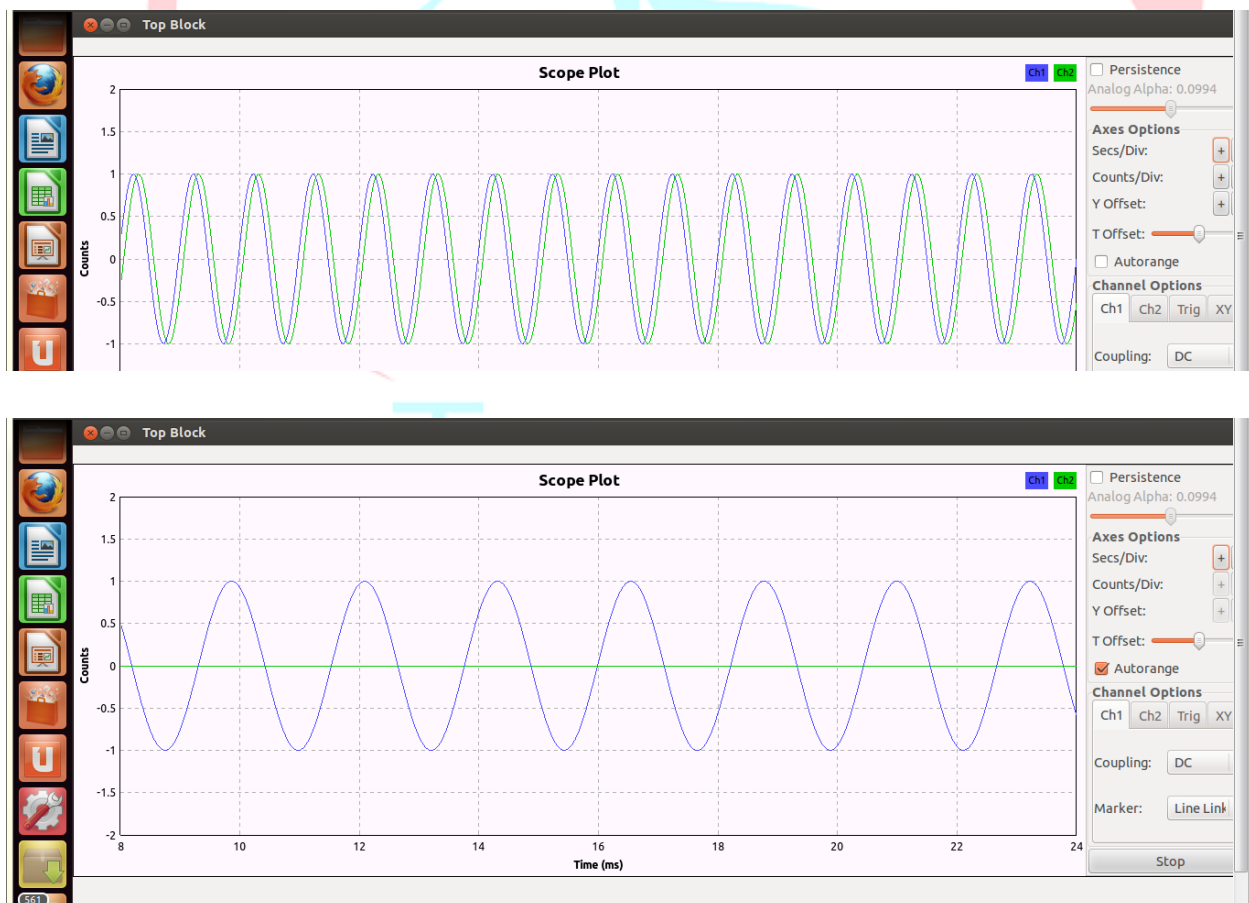 Top Block
Scope Plot
Ch1 Ch2
Persistence
Analog Alpha: 0.0994
Axes Options
Secs/Div: +
Counts/Div: +
Y Offset: +
T Offset:
Autorange
Channel Options
Ch1 Ch2 Trig XY
Coupling: DC
2
1.5
1
0.5
0
-0.5
-1
Counts
Top Block
Scope Plot
Ch1 Ch2
Persistence
Analog Alpha: 0.0994
Axes Options
Secs/Div: +
Counts/Div: +
Y Offset: +
T Offset:
Autorange
Channel Options
Ch1 Ch2 Trig XY
Coupling: DC
Marker: Line Link
Stop
2
1.5
1
0.5
0
-0.5
-1
-1.5
-2
Counts
8 10 12 14 16 18 20 22 24
Time (ms)
561